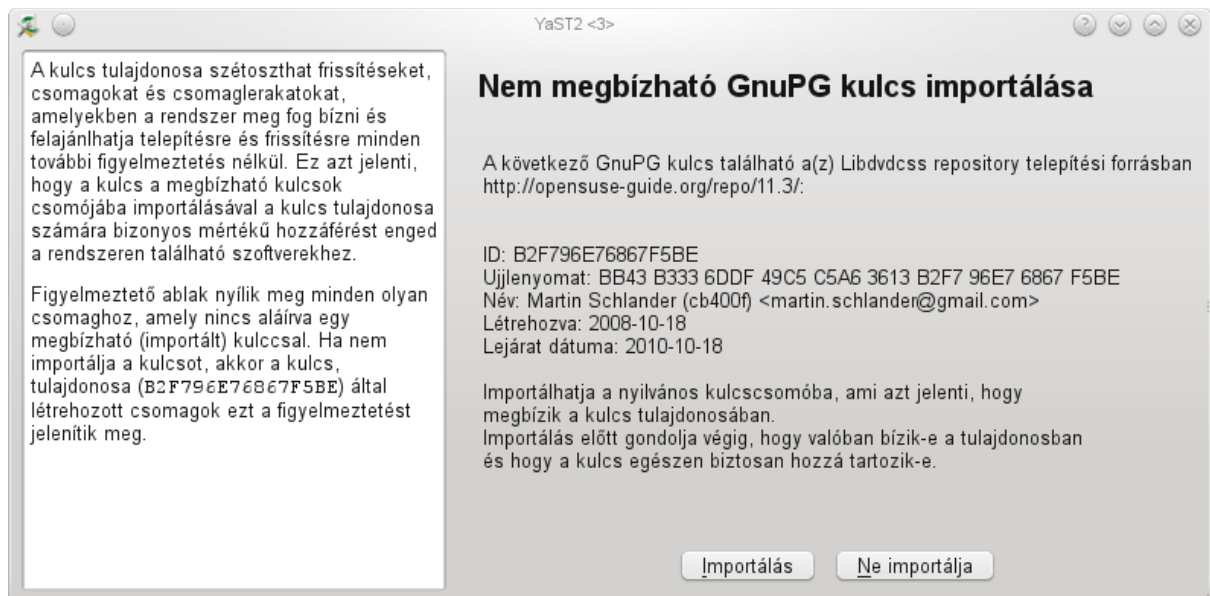 YaST2 <3>
A kulcs tulajdonosa szétoszthat frissítéseket,
csomagokat és csomaglerakatokat,
amelyekben a rendszer meg fog bízni és
felajánlhatja telepítésre és frissítésre minden
további figyelmeztetés nélkül. Ez azt jelenti,
hogy a kulcs a megbízható kulcsok
csomójába importálásával a kulcs tulajdonosa
számára bizonyos mértékű hozzáférést enged
a rendszeren található szoftverekhez.
Figyelmeztető ablak nyílik meg minden olyan
csomaghoz, amely nincs aláírva egy
megbízható (importált) kulccsal. Ha nem
importálja a kulcsot, akkor a kulcs,
tulajdonosa (B2F796E76867F5BE) által
létrehozott csomagok ezt a figyelmeztetést
jelenítik meg.
Nem megbízható GnuPG kulcs importálása
A következő GnuPG kulcs található a(z) Libdvdcss repository telepítési forrásban
http://opensuse-guide.org/repo/11.3/:
ID: B2F796E76867F5BE
Ujjlenyomat: BB43 B333 6DDF 49C5 C5A6 3613 B2F7 96E7 6867 F5BE
Név: Martin Schlander (cb400f) <martin.schlander@gmail.com>
Létrehozva: 2008-10-18
Lejárat dátuma: 2010-10-18
Importálhatja a nyilvános kulcscsomóba, ami azt jelenti, hogy
megbízik a kulcs tulajdonosában.
Importálás előtt gondolja végig, hogy valóban bízik-e a tulajdonosban
és hogy a kulcs egészen biztosan hozzá tartozik-e.
Importálás
Ne importálja